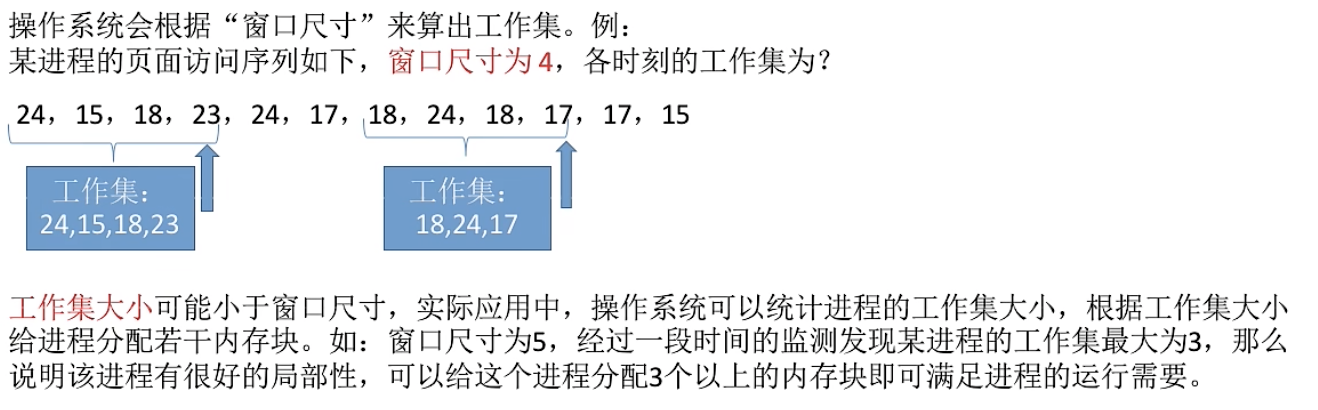 操作系统会根据“窗口尺寸”来算出工作集。例：
某进程的页面访问序列如下，窗口尺寸为4，各时刻的工作集为？
24，15，18，23，24，17，18，24，18，17，17，15
工作集：
24,15,18,23
工作集：
18,24,17
工作集大小可能小于窗口尺寸，实际应用中，操作系统可以统计进程的工作集大小，根据工作集大小
给进程分配若干内存块。如：窗口尺寸为5，经过一段时间的监测发现某进程的工作集最大为3，那么
说明该进程有很好的局部性，可以给这个进程分配3个以上的内存块即可满足进程的运行需要。